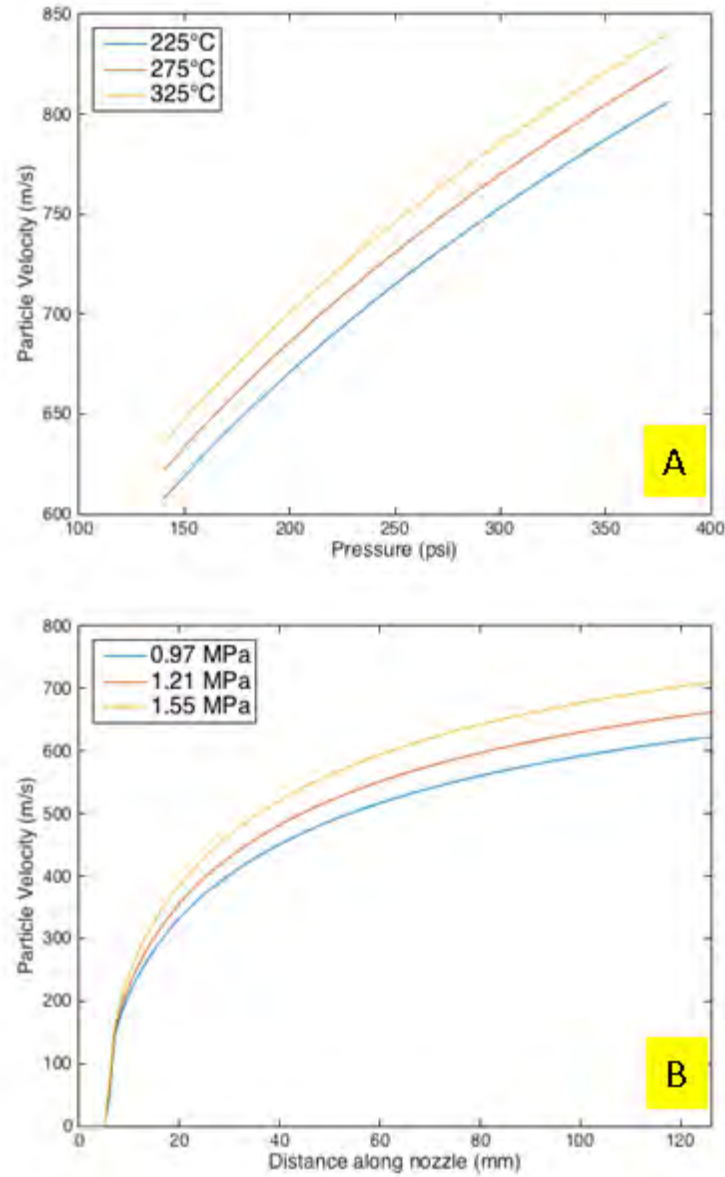 850
800
750
700
650
600
Particle Velocity (m/s)
225°C
275°C
325°C
A
100 150 200 250 300 350 400
Pressure (psi)
800
700
600
500
400
300
200
100
0
Particle Velocity (m/s)
0.97 MPa
1.21 MPa
1.55 MPa
B
0 20 40 60 80 100 120
Distance along nozzle (mm)